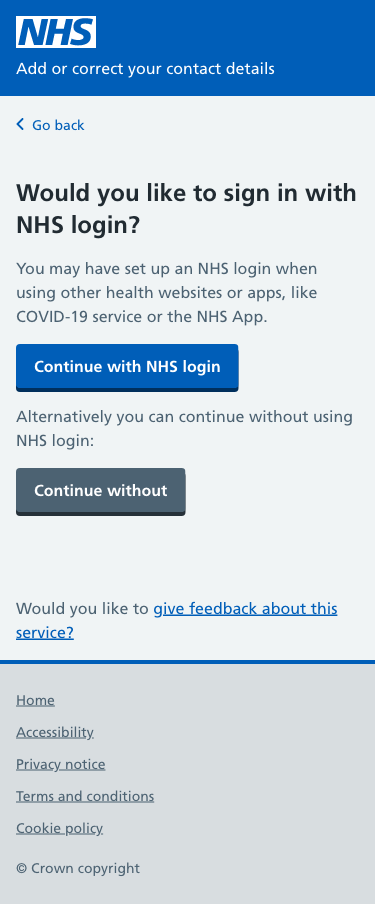 NHS
Add or correct your contact details
Go back
Would you like to sign in with
NHS login?
You may have set up an NHS login when
using other health websites or apps, like
COVID-19 service or the NHS App.
Continue with NHS login
Alternatively you can continue without using
NHS login:
Continue without
Would you like to give feedback about this
service?
Home
Accessibility
Privacy notice
Terms and conditions
Cookie policy
© Crown copyright